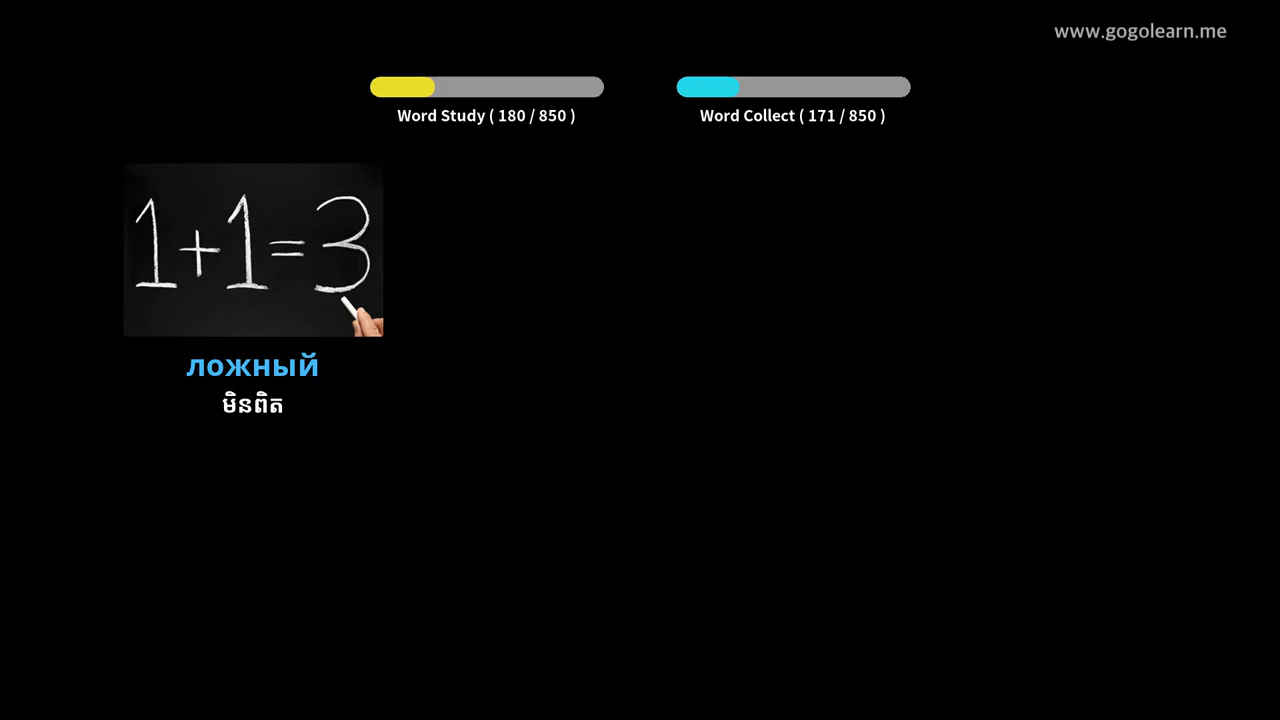 www.gogolearn.me
Word Study ( 180 / 850 )
Word Collect ( 171 / 850 )
1+1=3
ложный
មិនពិត